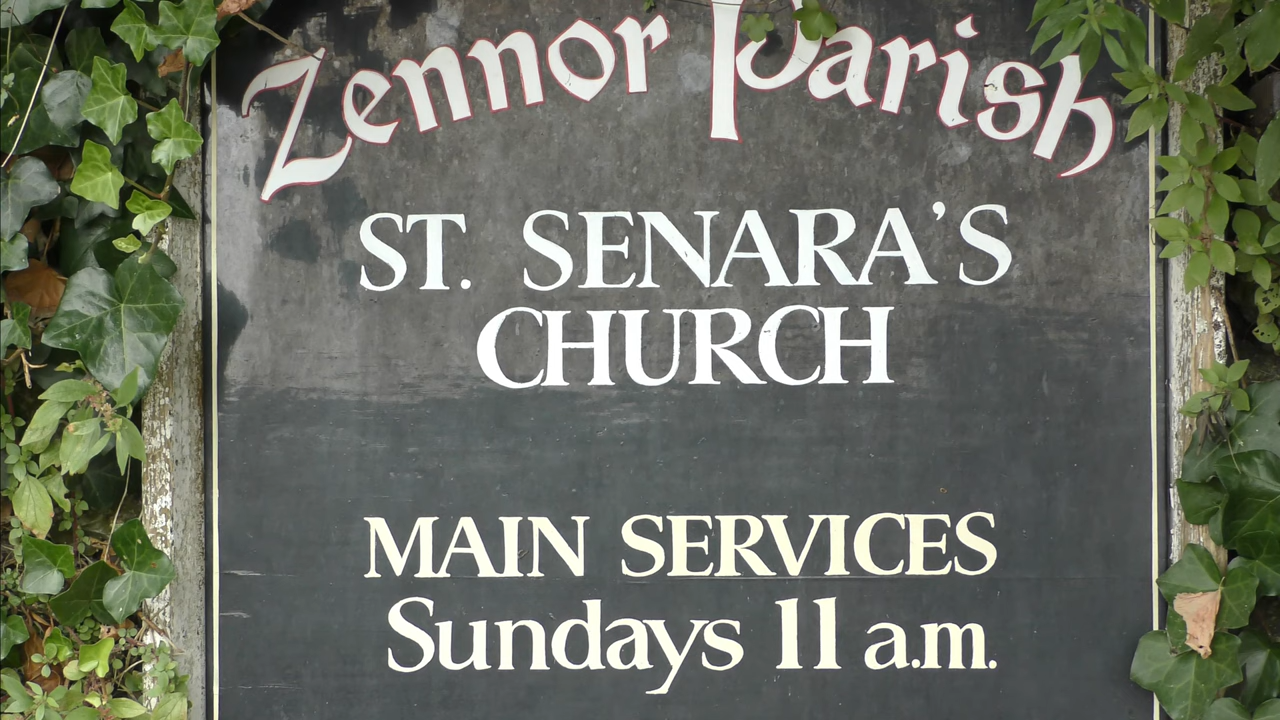 Zennor Parish
ST. SENARA'S
CHURCH
MAIN SERVICES
Sundays 11 a.m.